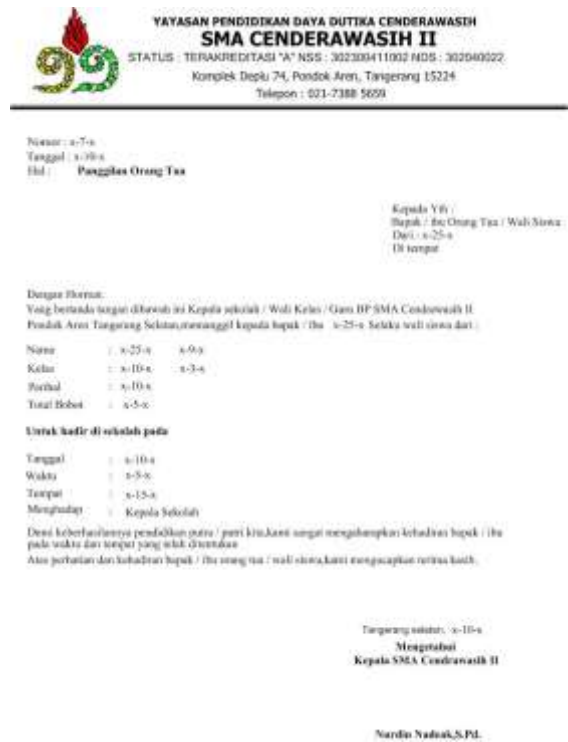 YAYASAN PENDIDIKAN DAYA DUTIKA CENDERAWASIH
SMA CENDERAWASIH II
STATUS : TERAKREDITASI "A" NSS : 302300411002 NDS : 302040022
Komplek Deplu 74, Pondok Aren, Tangerang 15224
Telepon : 021-7388 5659
Nomor : x-7-x
Tanggal : x-10-x
Hal : Panggilan Orang Tua
Kepada Yth :
Bapak / ibu Orang Tua / Wali Siswa
Dari : x-25-x
Di tempat
Dengan Hormat.
Yang bertanda tangan dibawah ini Kepala sekolah / Wali Kelas / Guru BP SMA Cendrawasih II
Pondok Aren Tangerang Selatan,memanggil kepada bapak / ibu x-25-x Selaku wali siswa dari :
Nama : x-25-x x-9-x
Kelas : x-10-x x-3-x
Perihal : x-10-x
Total Bobot : x-5-x
Untuk hadir di sekolah pada
Tanggal : x-10-x
Waktu : x-5-x
Tempat : x-15-x
Menghadap : Kepala Sekolah
Demi keberhasilannya pendidikan putra / putri kita,kami sangat mengaharapkan kehadiran bapak / ibu
pada waktu dan tempat yang telah ditentukan
Atas perhatian dan kehadiran bapak / ibu orang tua / wali siswa,kami mengucapkan terima kasih.
Tangerang selatan, x-10-x
Mengetahui
Kepala SMA Cendrawasih II
Nurdin Nadeak,S.Pd.